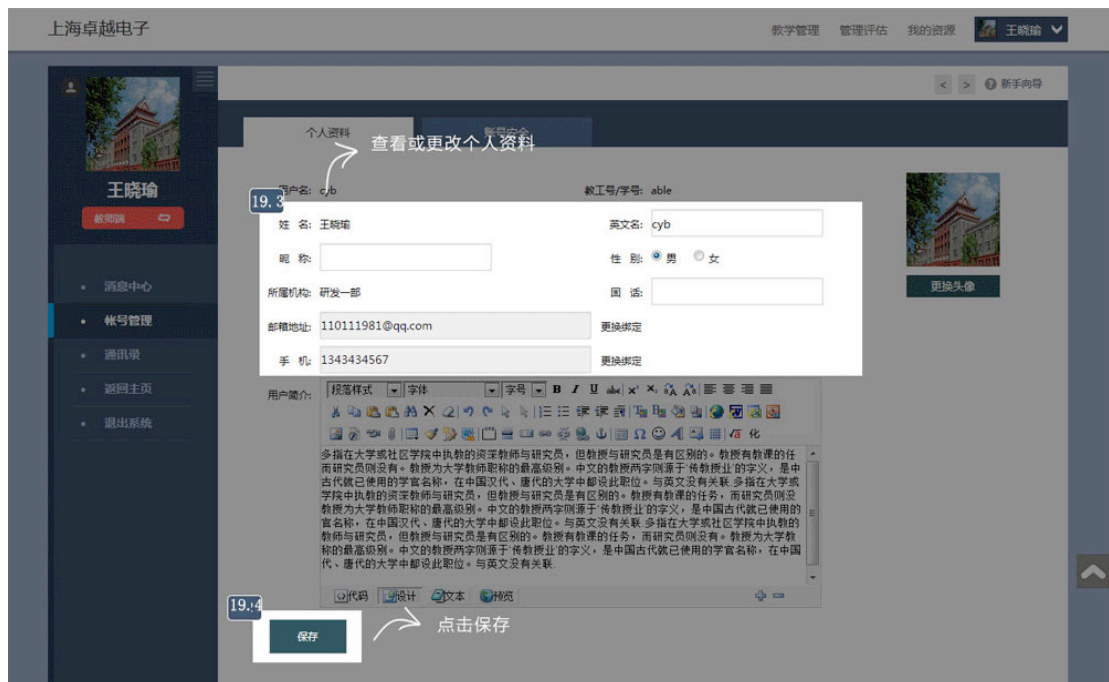 上海卓越电子
教学管理 管理评估 我的资源 王晓瑜
< > 新手向导
个人资料 账号安全
查看或更改个人资料
王晓瑜
教师端
消息中心
帐号管理
通讯录
返回主页
退出系统
用户名: cyb 教工号/学号: able
19.3
姓 名: 王晓瑜 英文名: cyb
昵 称: 性 别: 男 女
所属机构: 研发一部 固 话:
邮箱地址: 110111981@qq.com 更换绑定
手 机: 1343434567 更换绑定
更换头像
用户简介: 段落样式 字体 字号 B I U abc x² X₂
多指在大学或社区学院中执教的资深教师与研究员，但教授与研究员是有区别的。教授有教课的任
而研究员则没有。教授为大学教师职称的最高级别。中文的教授两字则源于‘传教授业’的字义，是中
古代就已使用的学官名称，在中国汉代、唐代的大学中都设此职位。与英文没有关联.多指在大学或
学院中执教的资深教师与研究员，但教授与研究员是有区别的。教授有教课的任务，而研究员则没
教授为大学教师职称的最高级别。中文的教授两字则源于‘传教授业’的字义，是中国古代就已使用的
官名称，在中国汉代、唐代的大学中都设此职位。与英文没有关联.多指在大学或社区学院中执教的
教师与研究员，但教授与研究员是有区别的。教授有教课的任务，而研究员则没有。教授为大学教
称的最高级别。中文的教授两字则源于‘传教授业’的字义，是中国古代就已使用的学官名称，在中国
代、唐代的大学中都设此职位。与英文没有关联.
代码 设计 文本 预览
19.4
保存
点击保存